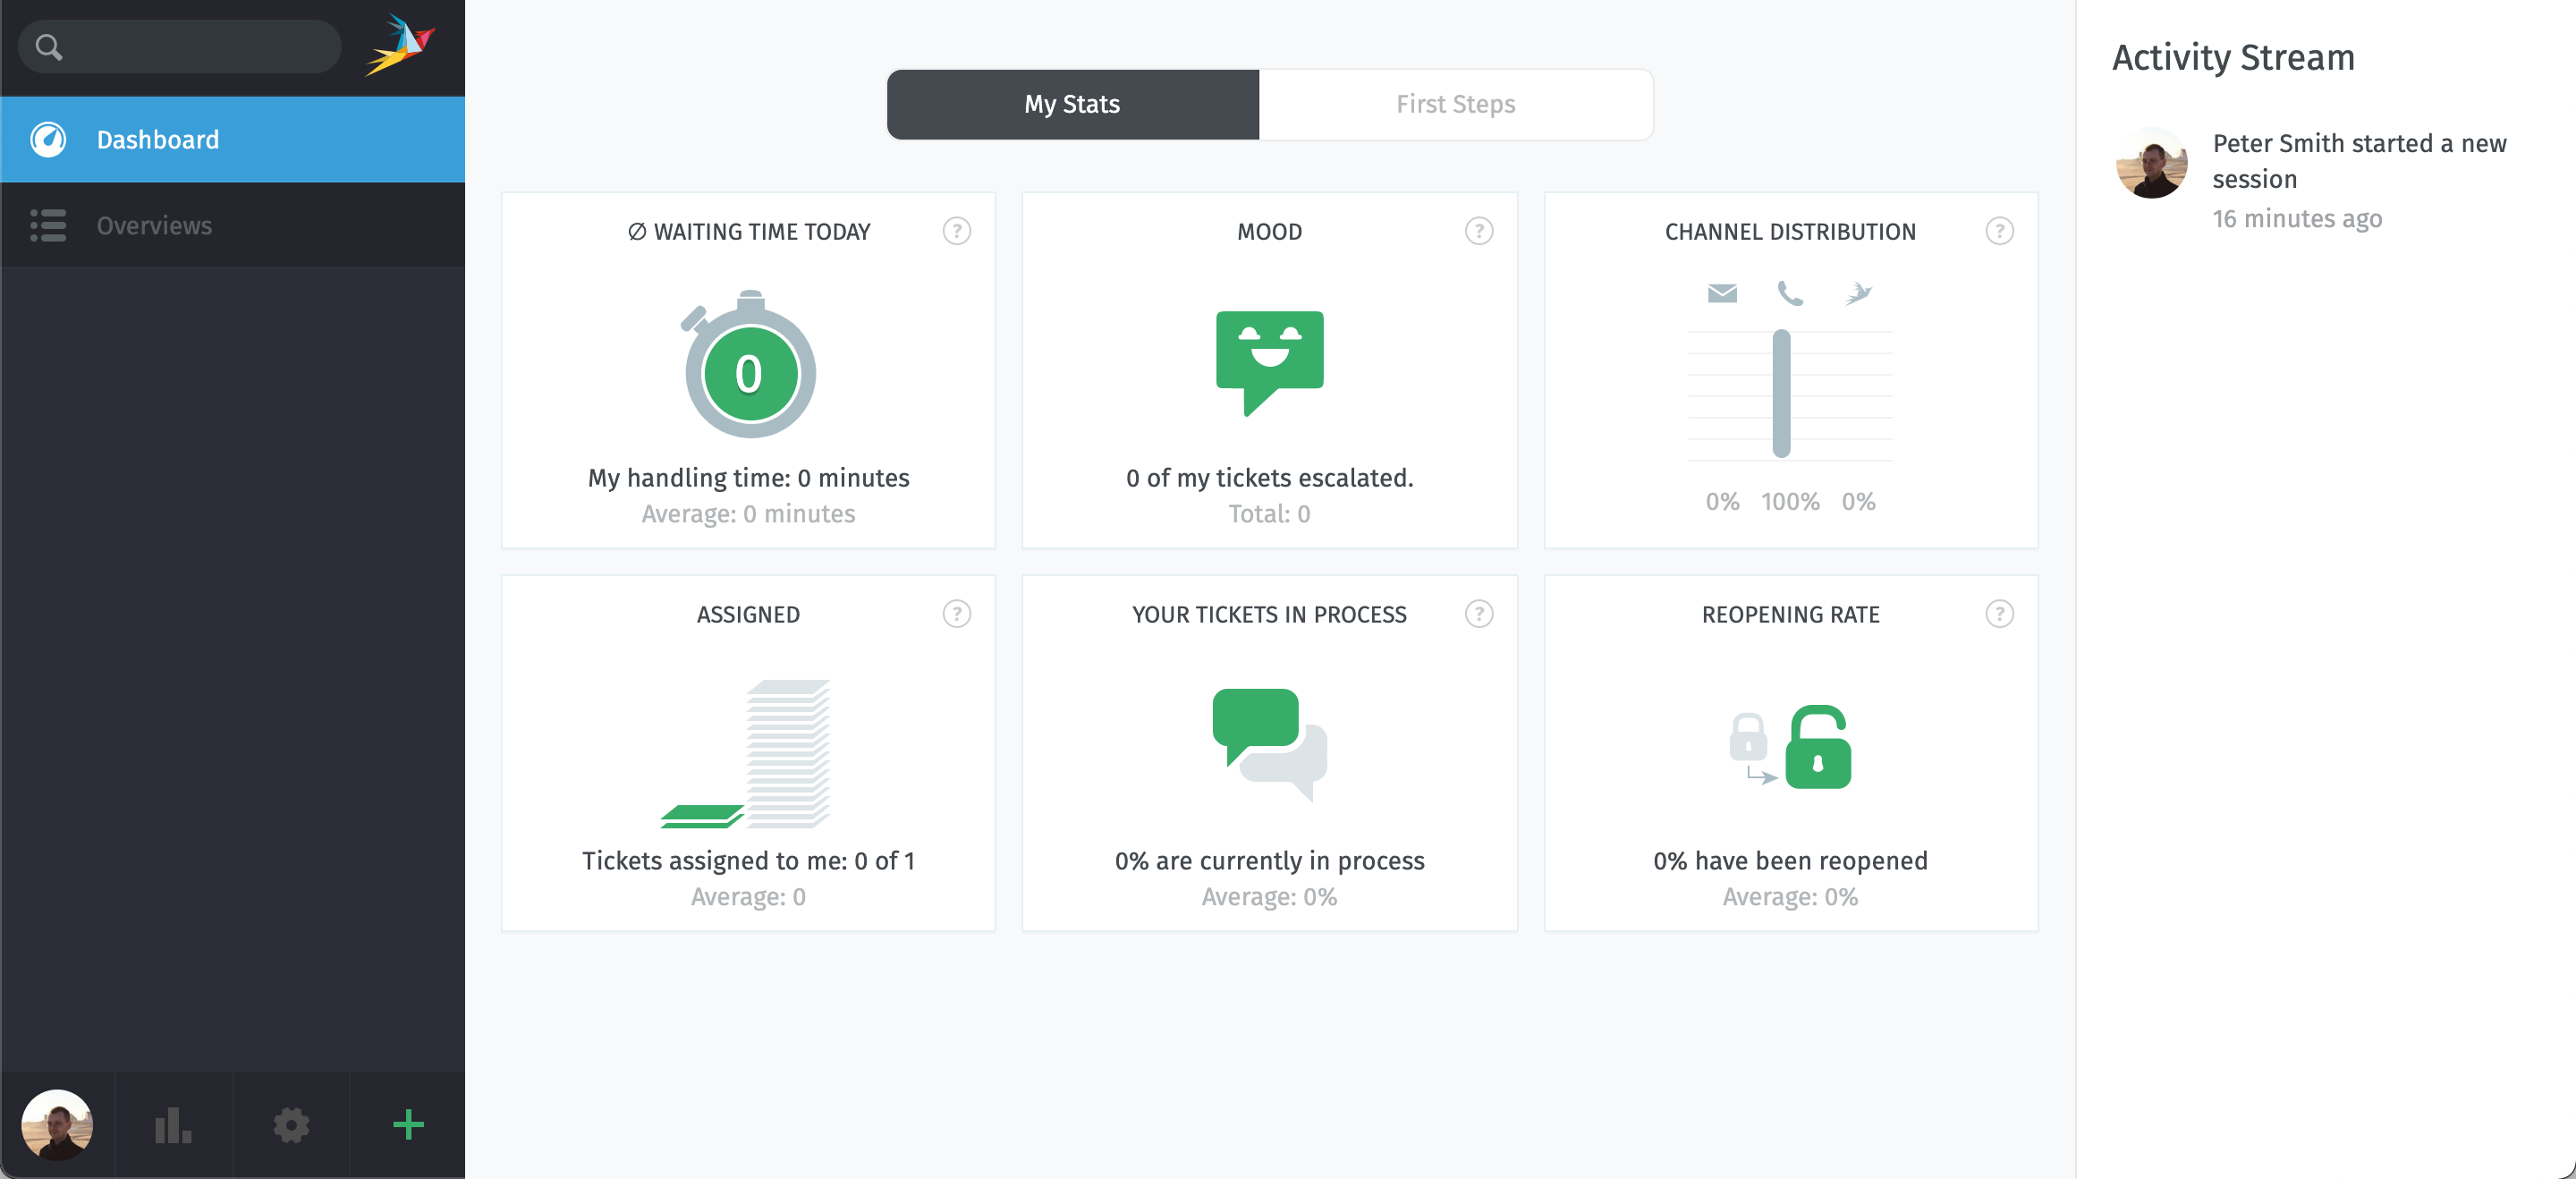 Dashboard
Overviews
My Stats
First Steps
∅ WAITING TIME TODAY
?
0
My handling time: 0 minutes
Average: 0 minutes
MOOD
?
0 of my tickets escalated.
Total: 0
CHANNEL DISTRIBUTION
?
0% 100% 0%
ASSIGNED
?
Tickets assigned to me: 0 of 1
Average: 0
YOUR TICKETS IN PROCESS
?
0% are currently in process
Average: 0%
REOPENING RATE
?
0% have been reopened
Average: 0%
Activity Stream
Peter Smith started a new
session
16 minutes ago